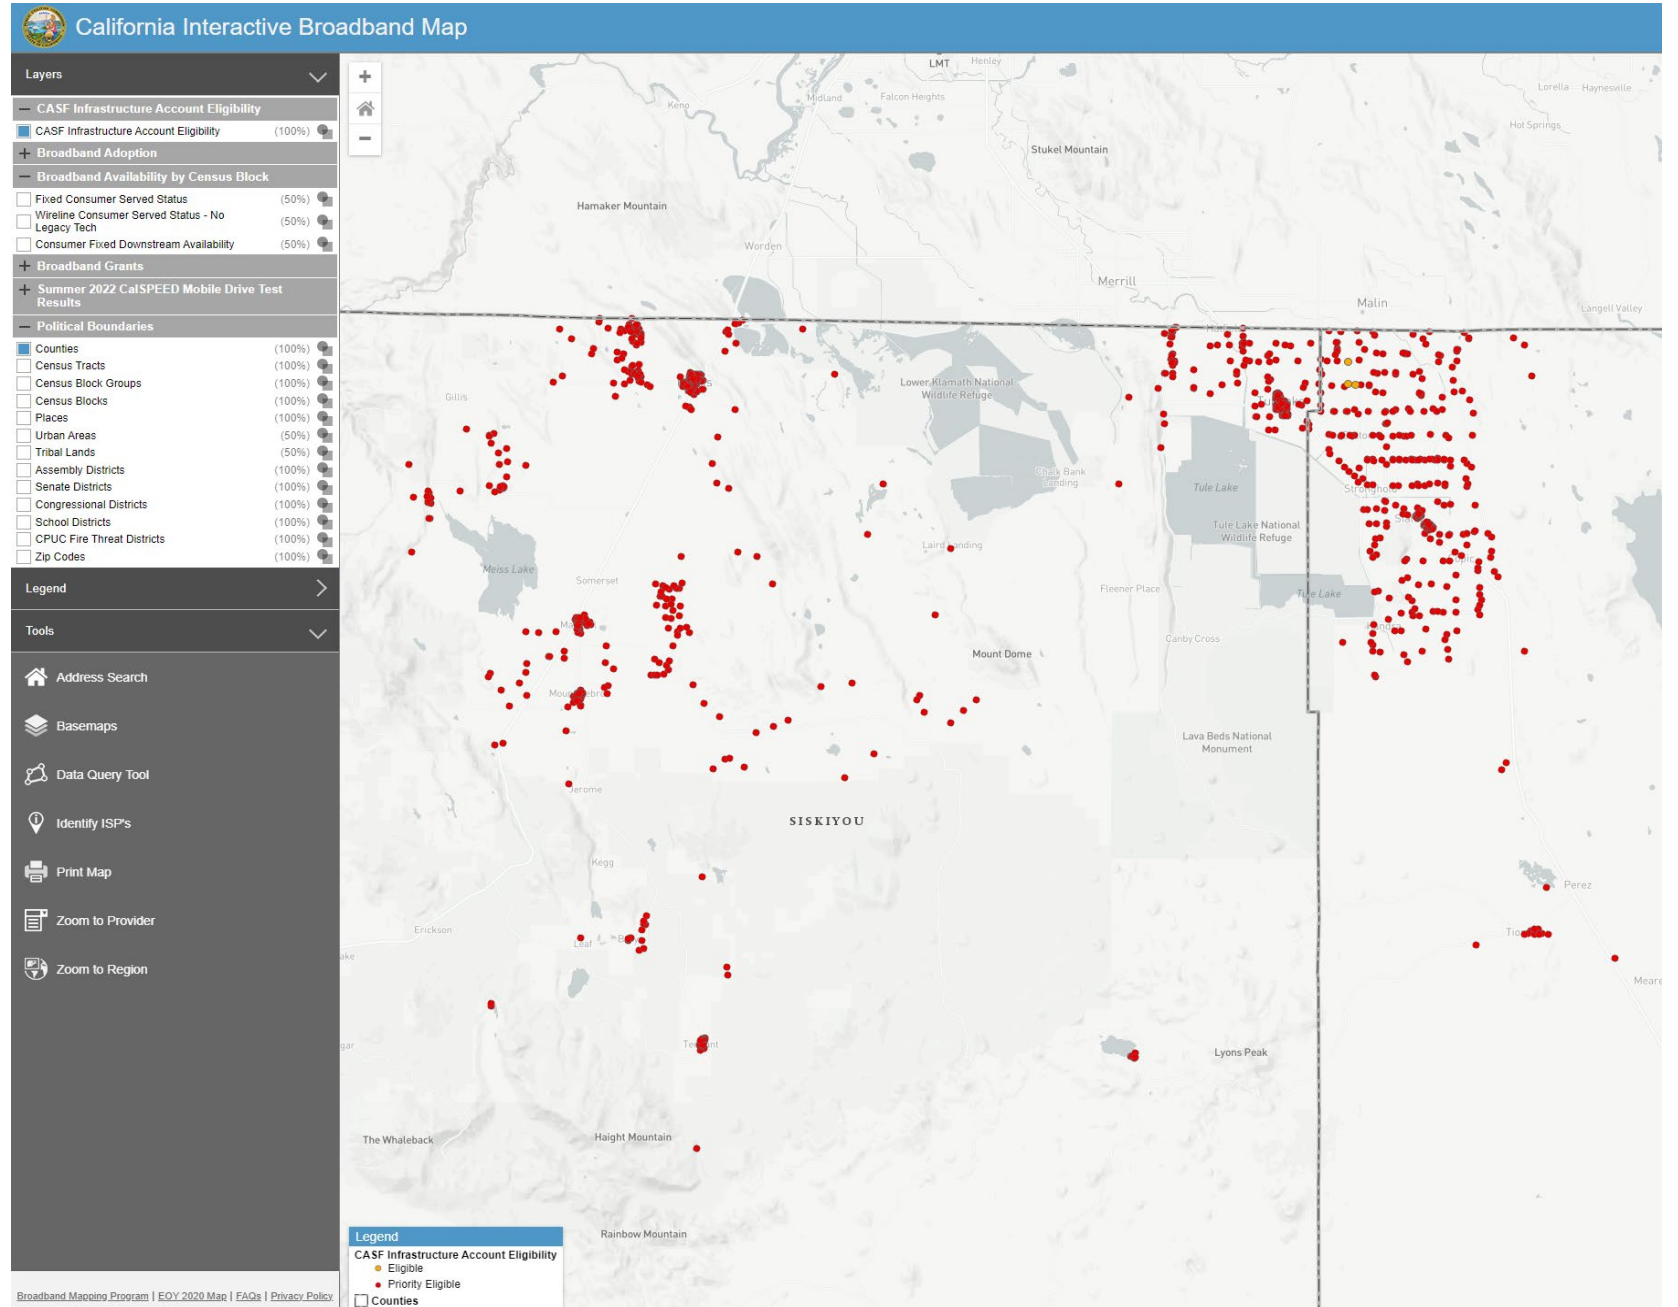 California Interactive Broadband Map
Layers
CASF Infrastructure Account Eligibility
CASF Infrastructure Account Eligibility (100%)
Broadband Adoption
Broadband Availability by Census Block
Fixed Consumer Served Status (50%)
Wireline Consumer Served Status - No
Legacy Tech (50%)
Consumer Fixed Downstream Availability (50%)
Broadband Grants
Summer 2022 CalSPEED Mobile Drive Test
Results
Political Boundaries
Counties (100%)
Census Tracts (100%)
Census Block Groups (100%)
Census Blocks (100%)
Places (100%)
Urban Areas (50%)
Tribal Lands (50%)
Assembly Districts (100%)
Senate Districts (100%)
Congressional Districts (100%)
School Districts (100%)
CPUC Fire Threat Districts (100%)
Zip Codes (100%)
Legend
Tools
Address Search
Basemaps
Data Query Tool
Identify ISP's
Print Map
Zoom to Provider
Zoom to Region
Broadband Mapping Program | EOY 2020 Map | FAQs | Privacy Policy
LMT
Henley
Keno
Midland
Falcon Heights
Lorella
Haynesville
Hot Springs
Stukel Mountain
Hamaker Mountain
Worden
Merrill
Malin
Langell Valley
Gillis
Lower Klamath National
Wildlife Refuge
Chalk Bank
Landing
Tule Lake
Stronghold
Tule Lake National
Wildlife Refuge
Laird Landing
Meiss Lake
Somerset
Fleener Place
Tule Lake
Canby Cross
Mount Dome
Lava Beds National
Monument
Jerome
SISKIYOU
Kegg
Perez
Erickson
Leaf
Lyons Peak
The Whaleback
Haight Mountain
Rainbow Mountain
Legend
CASF Infrastructure Account Eligibility
Eligible
Priority Eligible
Counties